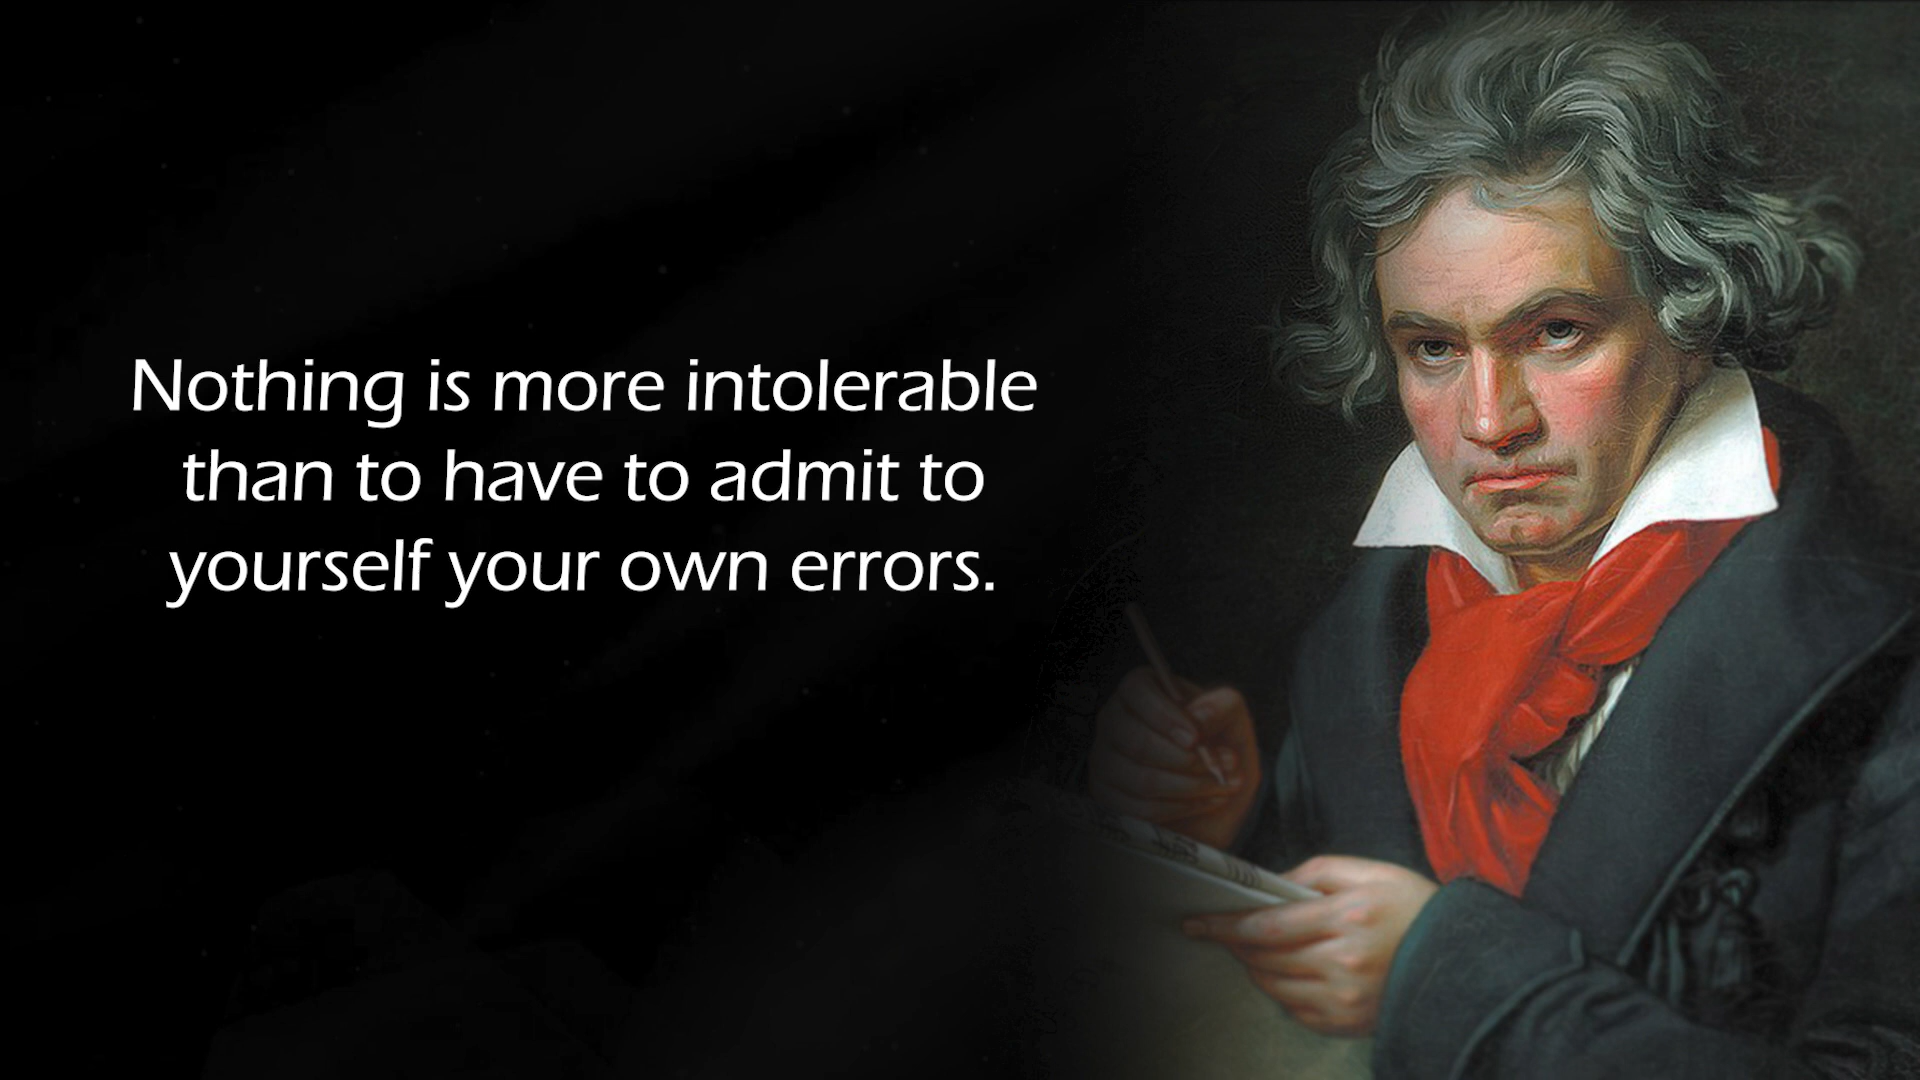 Nothing is more intolerable
than to have to admit to
yourself your own errors.